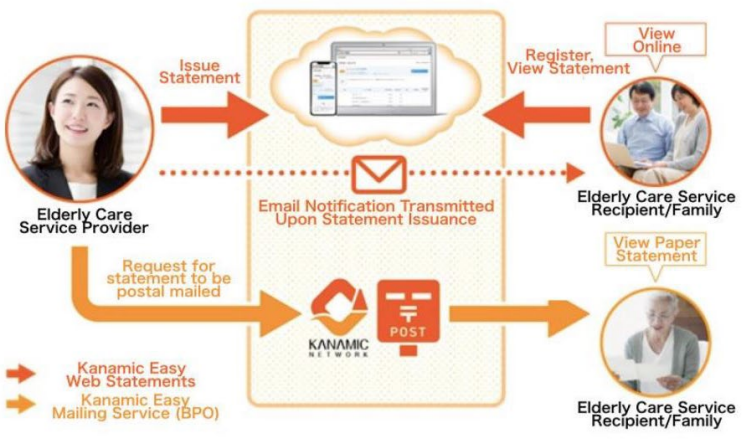 Issue
Statement
Register,
View Statement
View
Online
Elderly Care
Service Provider
Email Notification Transmitted
Upon Statement Issuance
Elderly Care Service
Recipient/Family
View Paper
Statement
Request for
statement to be
postal mailed
KANAMIC
NETWORK
〒
POST
Kanamic Easy
Web Statements
Kanamic Easy
Mailing Service (BPO)
Elderly Care Service
Recipient/Family